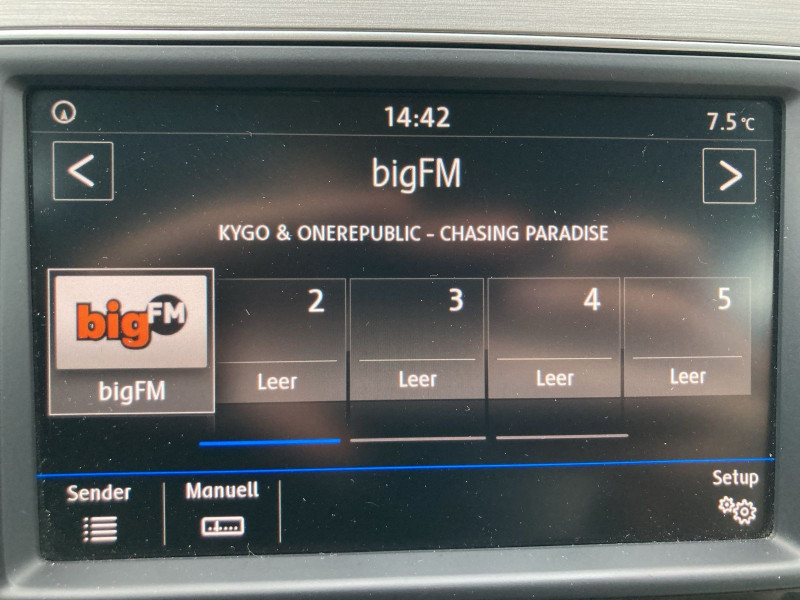 14:42
7.5 °C
<
bigFM
>
KYGO & ONEREPUBLIC - CHASING PARADISE
bigFM
2
3
4
5
bigFM
Leer
Leer
Leer
Leer
Sender
Manuell
Setup